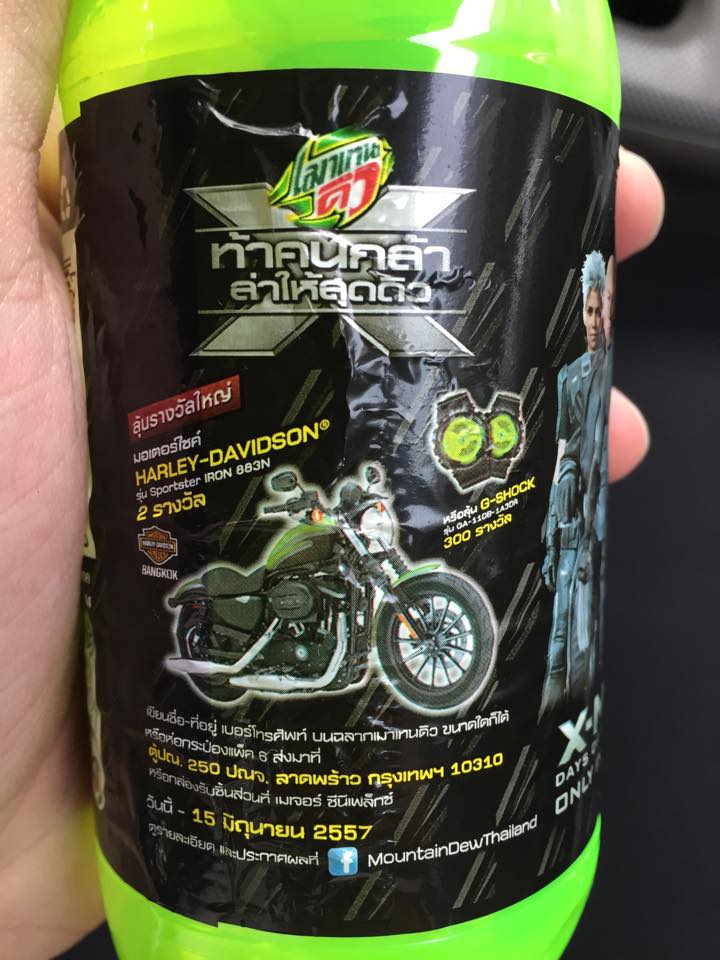 เมาเทน
ดิว
X
ท้าคนกล้า
ล่าให้สุดดิว
ลุ้นรางวัลใหญ่
มอเตอร์ไซค์
HARLEY-DAVIDSON®
รุ่น Sportster IRON 883N
2 รางวัล
HARLEY-DAVIDSON
BANGKOK
หรือลุ้น G-SHOCK
รุ่น GA-110B-1A3DR
300 รางวัล
เขียนชื่อ-ที่อยู่ เบอร์โทรศัพท์ บนฉลากเมาเทนดิว ขนาดใดก็ได้
หรือห่อกระป๋องแพ็ค 6 ส่งมาที่
ตู้ปณ. 250 ปณจ. ลาดพร้าว กรุงเทพฯ 10310
หรือกล่องรับชิ้นส่วนที่ เมเจอร์ ซีนีเพล็กซ์
วันนี้ - 15 มิถุนายน 2557
ดูรายละเอียด และประกาศผลที่ f MountainDewThailand
DAYS
ONLY